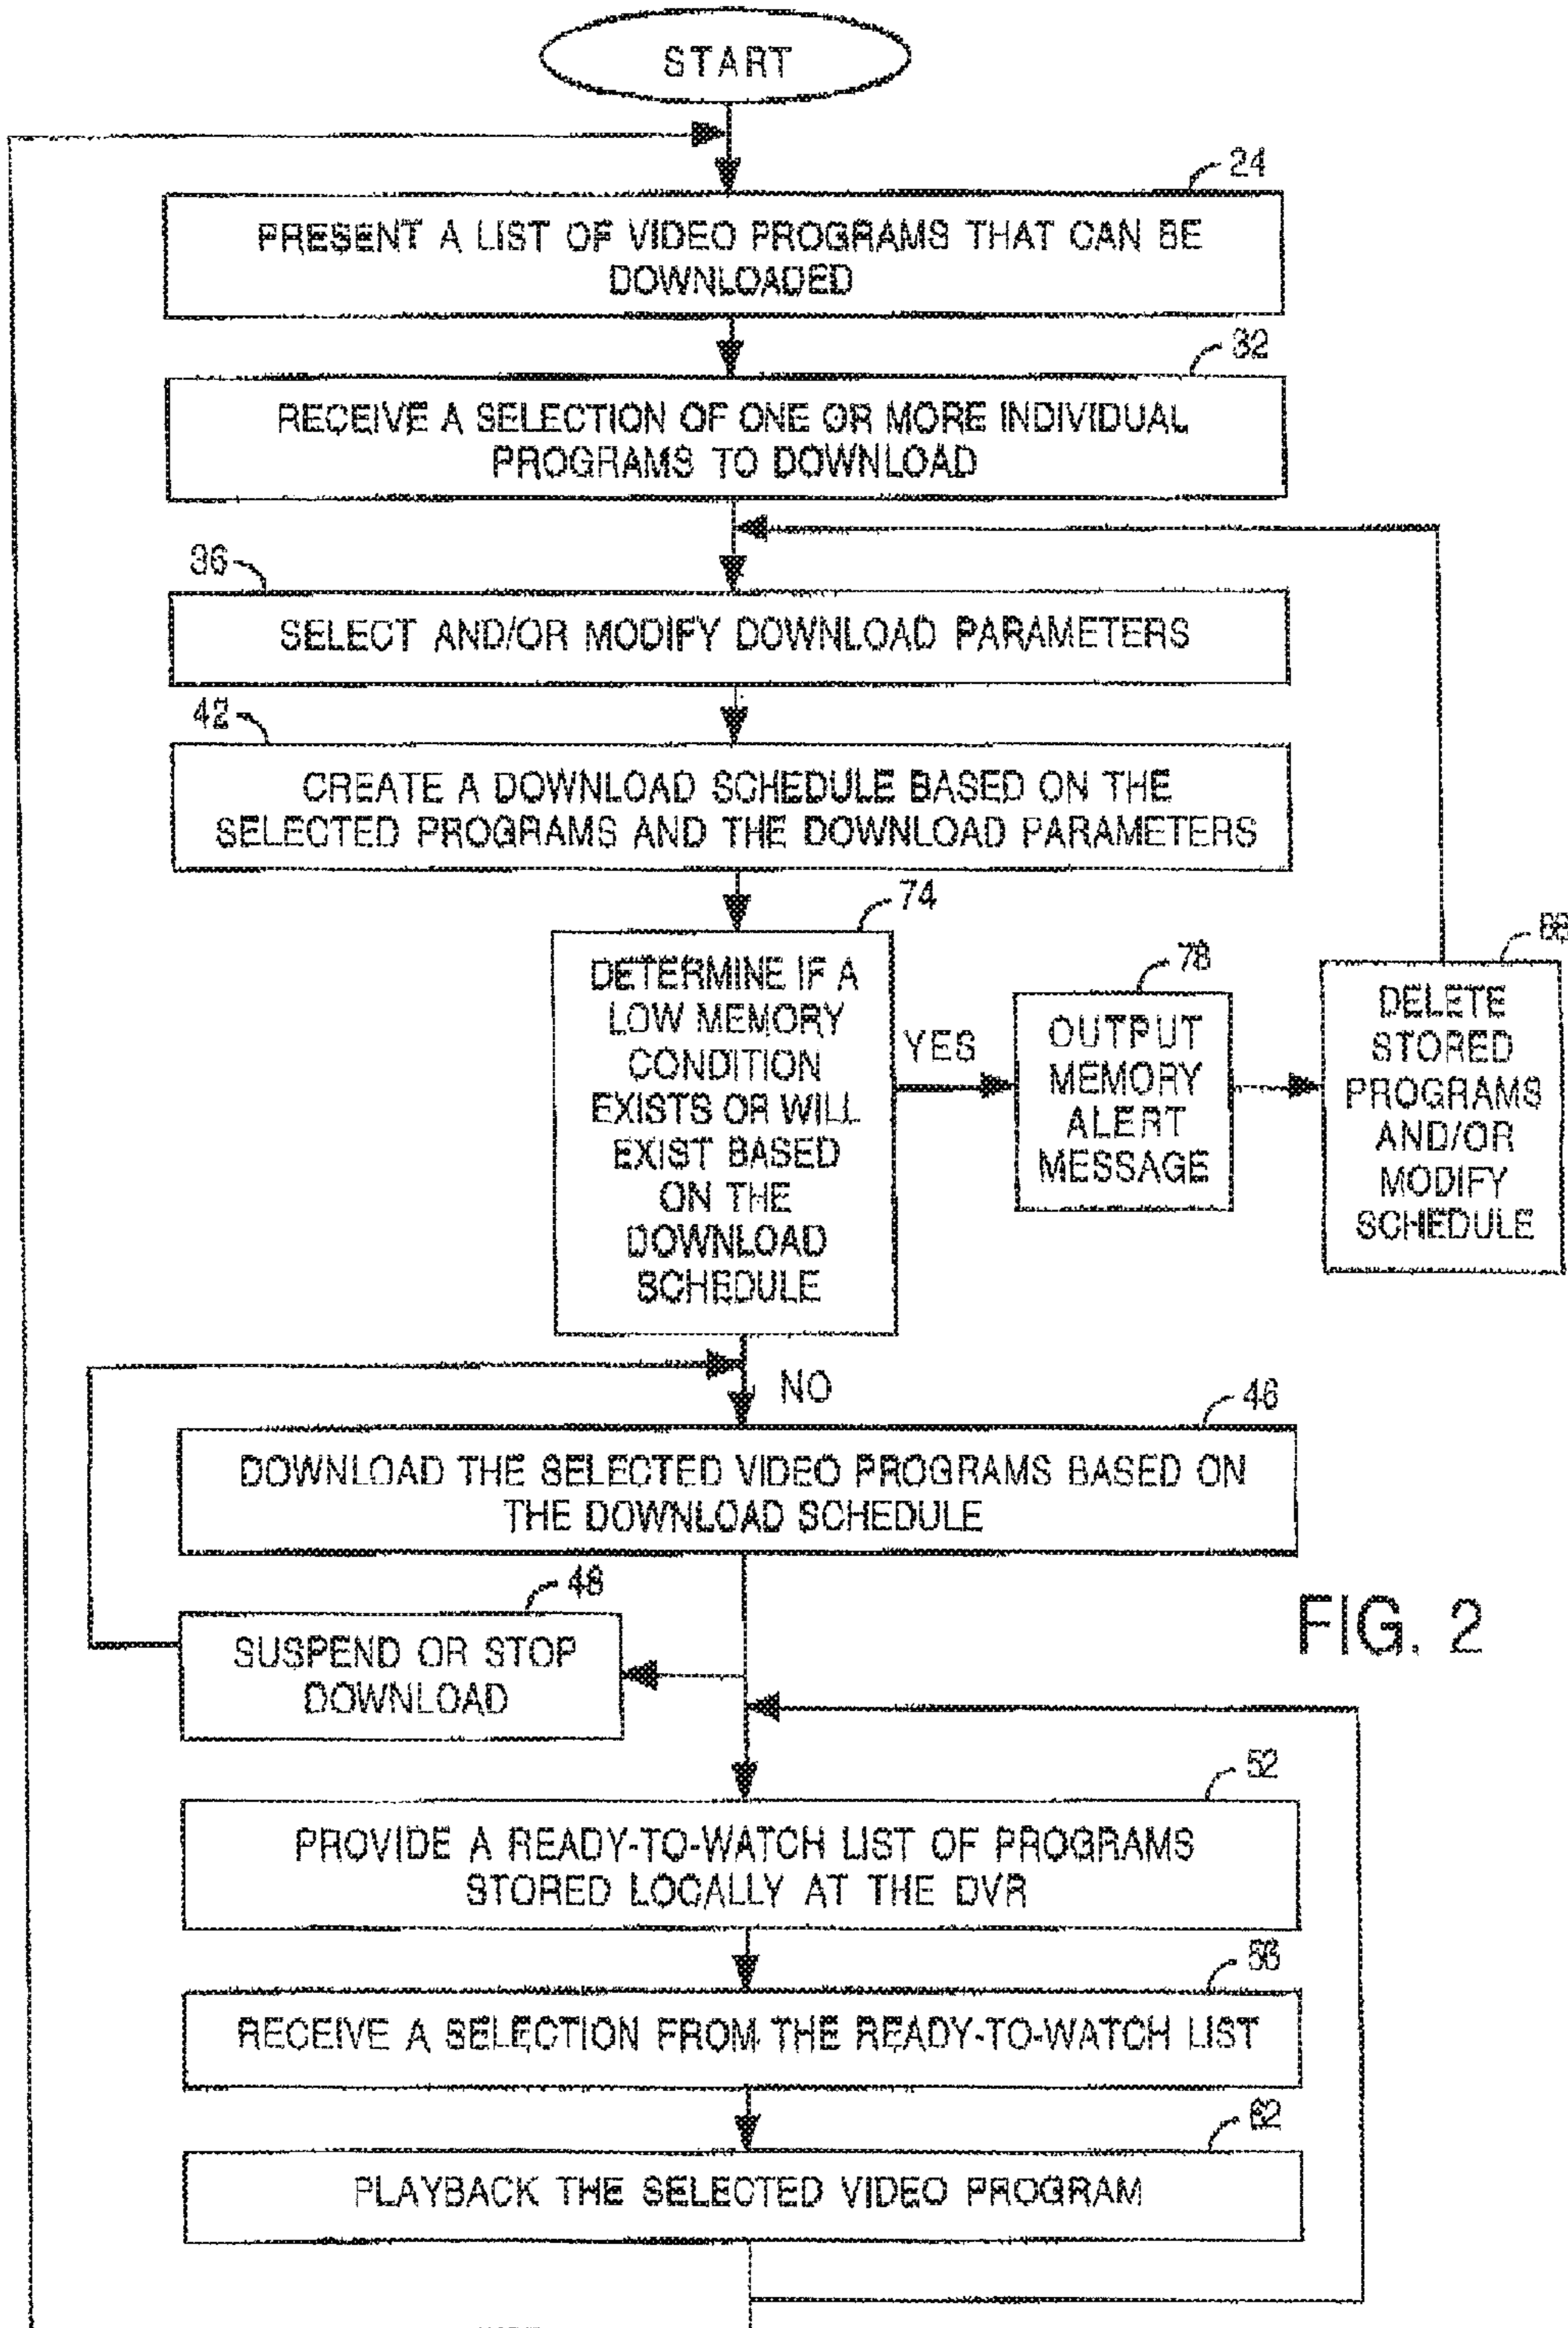 START
24
PRESENT A LIST OF VIDEO PROGRAMS THAT CAN BE
DOWNLOADED
32
RECEIVE A SELECTION OF ONE OR MORE INDIVIDUAL
PROGRAMS TO DOWNLOAD
36
SELECT AND/OR MODIFY DOWNLOAD PARAMETERS
42
CREATE A DOWNLOAD SCHEDULE BASED ON THE
SELECTED PROGRAMS AND THE DOWNLOAD PARAMETERS
74
DETERMINE IF A
LOW MEMORY
CONDITION
EXISTS OR WILL
EXIST BASED
ON THE
DOWNLOAD
SCHEDULE
YES
78
OUTPUT
MEMORY
ALERT
MESSAGE
DELETE
STORED
PROGRAMS
AND/OR
MODIFY
SCHEDULE
NO
46
DOWNLOAD THE SELECTED VIDEO PROGRAMS BASED ON
THE DOWNLOAD SCHEDULE
48
SUSPEND OR STOP
DOWNLOAD
FIG. 2
52
PROVIDE A READY-TO-WATCH LIST OF PROGRAMS
STORED LOCALLY AT THE DVR
RECEIVE A SELECTION FROM THE READY-TO-WATCH LIST
62
PLAYBACK THE SELECTED VIDEO PROGRAM